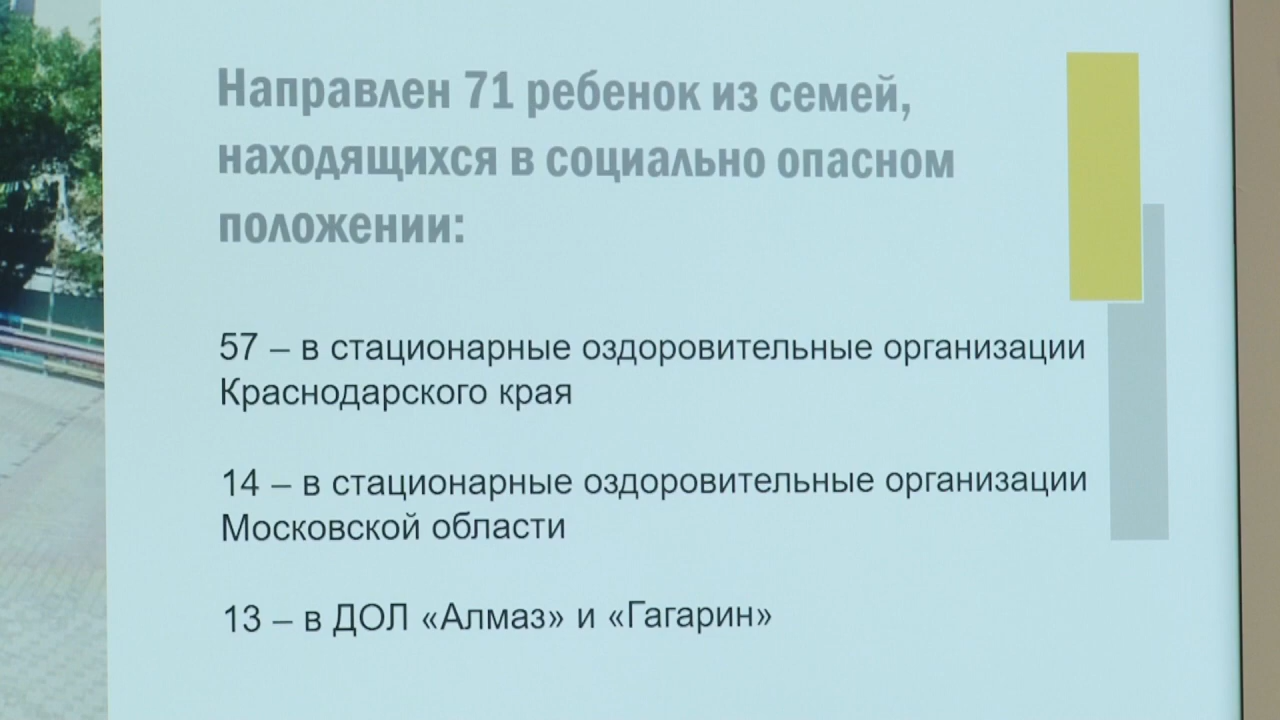 Направлен 71 ребенок из семей,
находящихся в социально опасном
положении:
57 – в стационарные оздоровительные организации
Краснодарского края
14 – в стационарные оздоровительные организации
Московской области
13 – в ДОЛ «Алмаз» и «Гагарин»